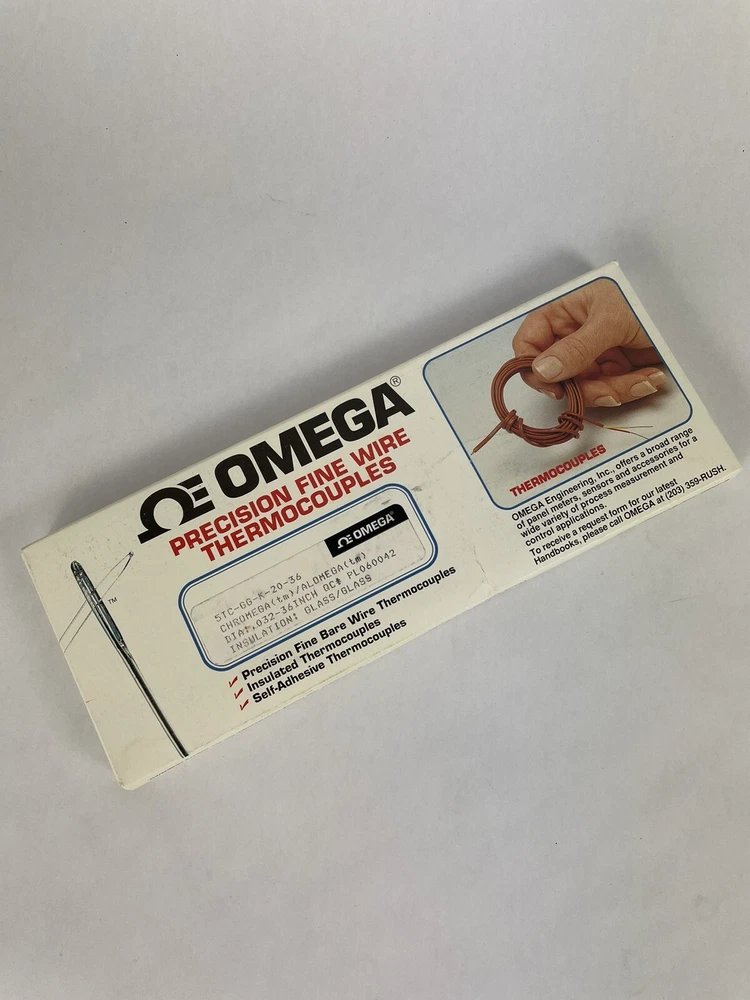 ΩE OMEGA®
PRECISION FINE WIRE
THERMOCOUPLES
ΩE OMEGA®
5TC-GG-K-20-36
CHROMEGA(tm)/ALOMEGA(tm)
DIA:.032-36INCH QC# PL060042
INSULATION: GLASS/GLASS
TM
Precision Fine Bare Wire Thermocouples
Insulated Thermocouples
Self-Adhesive Thermocouples
THERMOCOUPLES
OMEGA Engineering, Inc., offers a broad range
of panel meters, sensors and accessories for a
wide variety of process measurement and
control applications.
To receive a request form for our latest
Handbooks, please call OMEGA at (203) 359-RUSH.